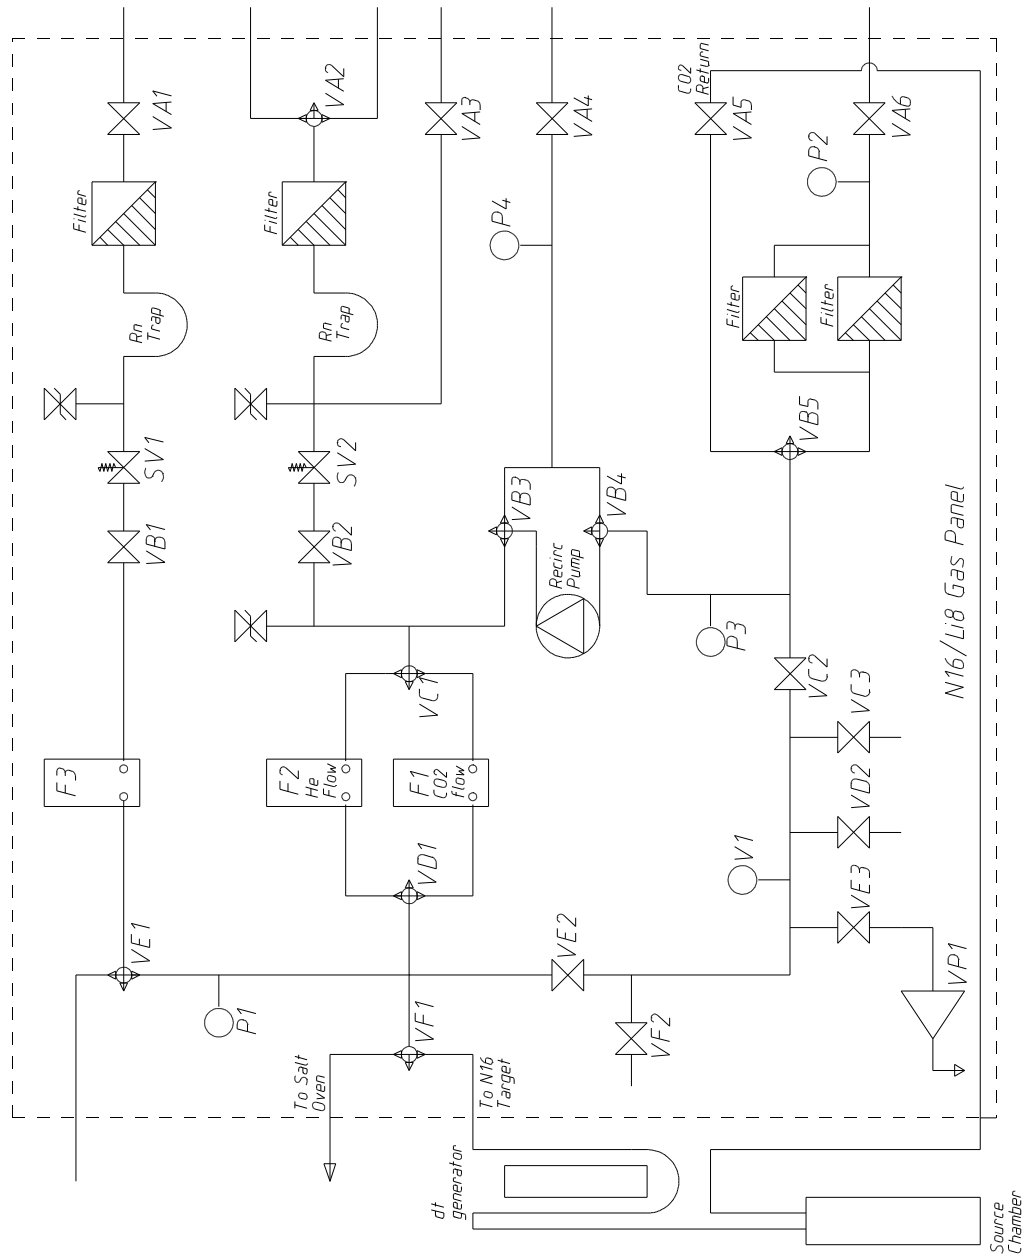 CO2
Return
VA1
VA2
VA3
VA4
VA5
VA6
P2
Filter
Filter
P4
Rn
Trap
Rn
Trap
Filter
Filter
SV1
SV2
VB5
VB1
VB2
VB3
VB4
Recirc
Pump
N16/Li8 Gas Panel
P3
VC1
VC2
VC3
F3
F2
He
Flow
F1
CO2
flow
VD2
VD1
V1
VE3
VE1
VE2
VP1
P1
VF1
VF2
To Salt
Oven
To N16
Target
dt
generator
Source
Chamber